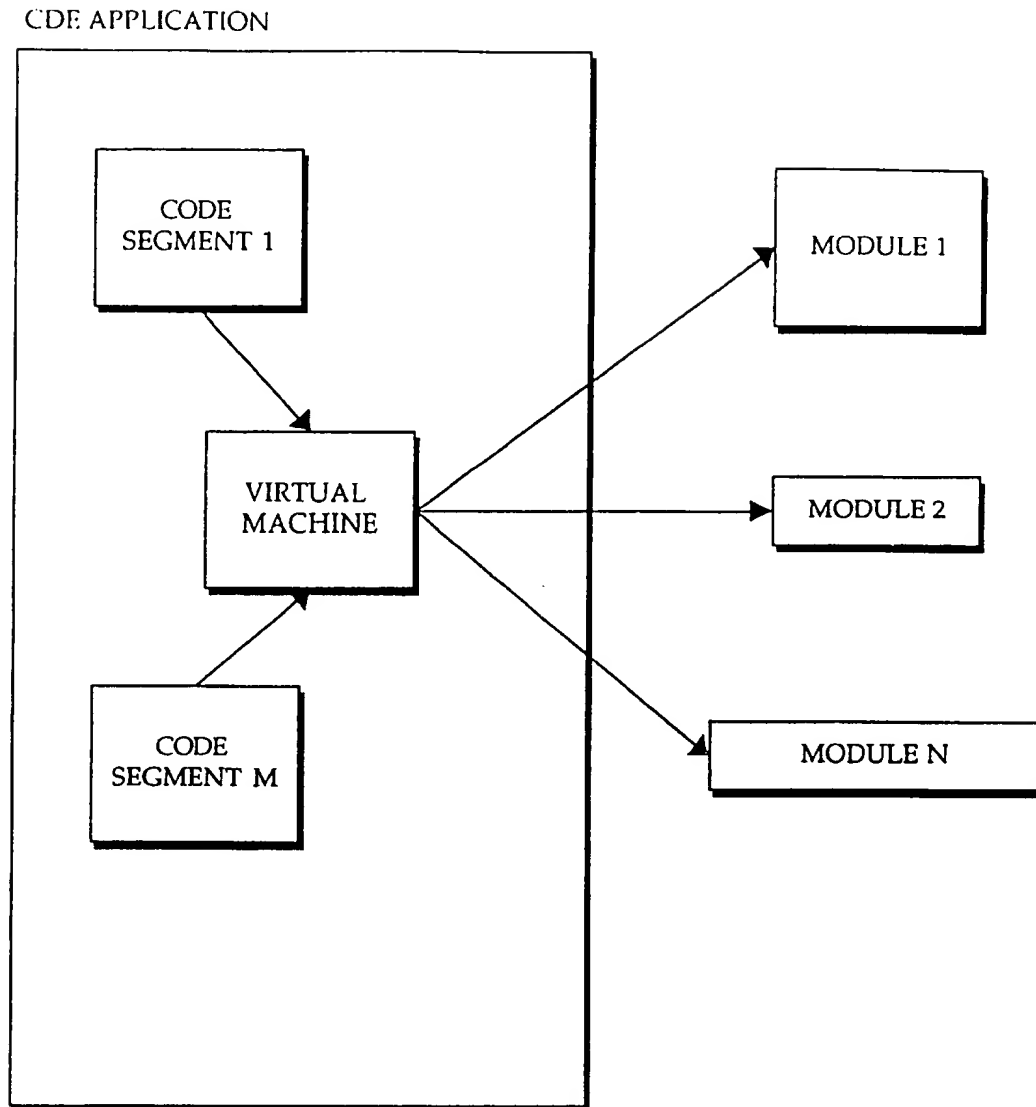 CDE APPLICATION
CODE
SEGMENT 1
MODULE 1
VIRTUAL
MACHINE
MODULE 2
CODE
SEGMENT M
MODULE N